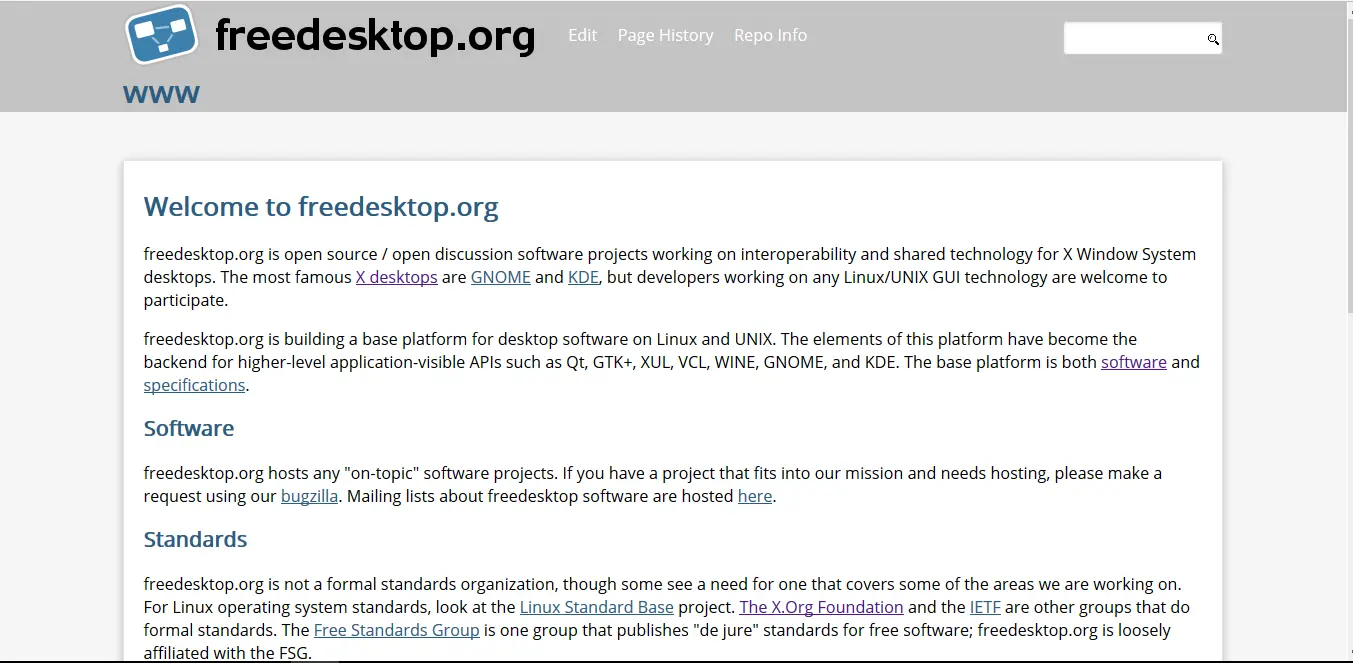 freedesktop.org Edit Page History Repo Info
www
Welcome to freedesktop.org
freedesktop.org is open source / open discussion software projects working on interoperability and shared technology for X Window System
desktops. The most famous X desktops are GNOME and KDE, but developers working on any Linux/UNIX GUI technology are welcome to
participate.
freedesktop.org is building a base platform for desktop software on Linux and UNIX. The elements of this platform have become the
backend for higher-level application-visible APIs such as Qt, GTK+, XUL, VCL, WINE, GNOME, and KDE. The base platform is both software and
specifications.
Software
freedesktop.org hosts any "on-topic" software projects. If you have a project that fits into our mission and needs hosting, please make a
request using our bugzilla. Mailing lists about freedesktop software are hosted here.
Standards
freedesktop.org is not a formal standards organization, though some see a need for one that covers some of the areas we are working on.
For Linux operating system standards, look at the Linux Standard Base project. The X.Org Foundation and the IETF are other groups that do
formal standards. The Free Standards Group is one group that publishes "de jure" standards for free software; freedesktop.org is loosely
affiliated with the FSG.